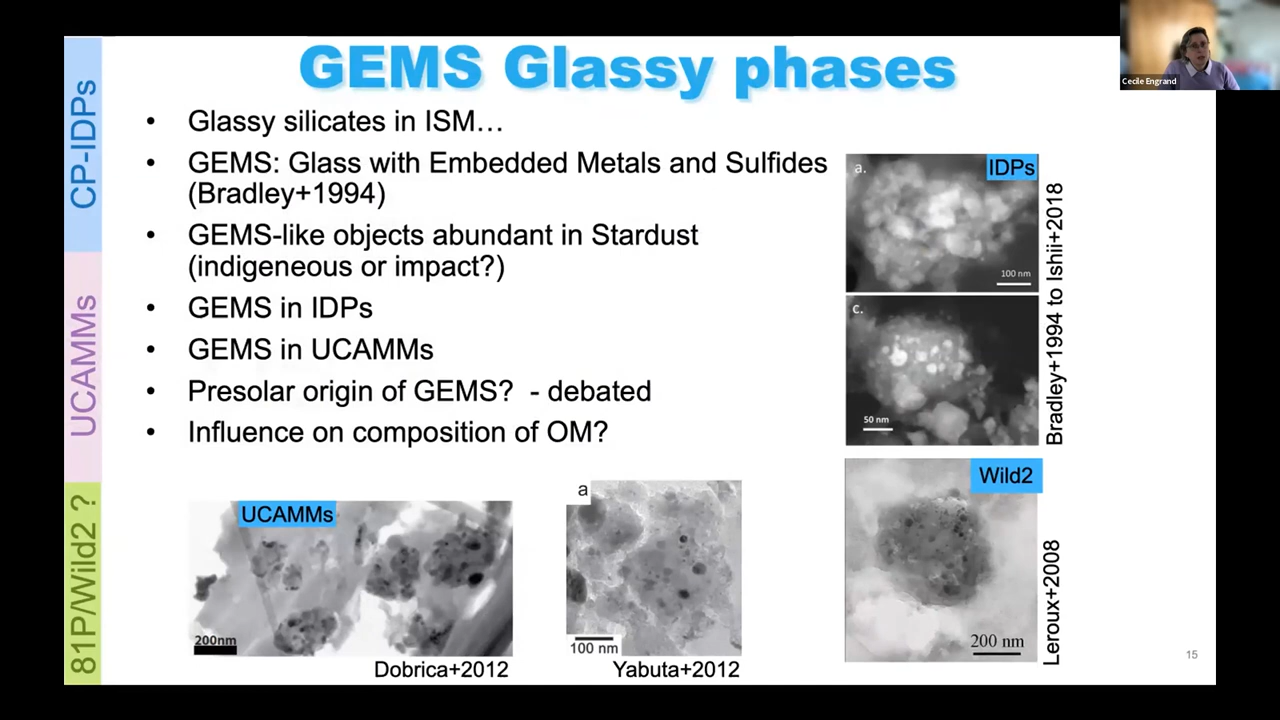 GEMS Glassy phases
Cecile Engrand
CP-IDPs
UCAMMs
81P/Wild2 ?
• Glassy silicates in ISM…
• GEMS: Glass with Embedded Metals and Sulfides
(Bradley+1994)
• GEMS-like objects abundant in Stardust
(indigeneous or impact?)
• GEMS in IDPs
• GEMS in UCAMMs
• Presolar origin of GEMS? - debated
• Influence on composition of OM?
a.
IDPs
100 nm
c.
50 nm
Bradley+1994 to Ishii+2018
UCAMMs
200nm
Dobrica+2012
a
100 nm
Yabuta+2012
Wild2
200 nm
Leroux+2008
15